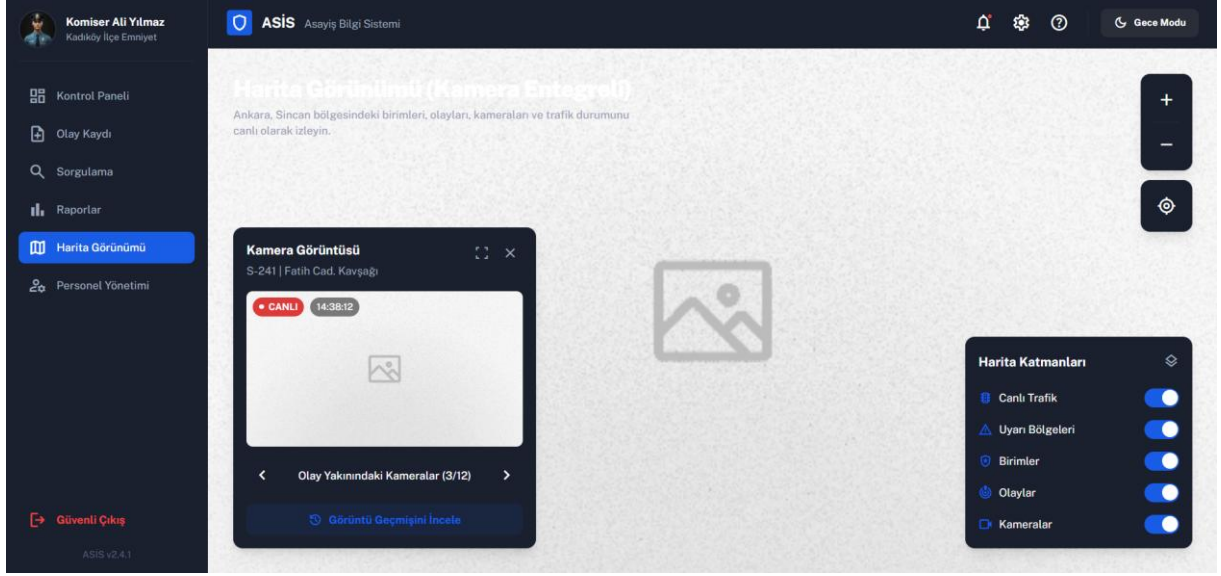 Komiser Ali Yılmaz
Kadıköy İlçe Emniyet
ASİS Asayiş Bilgi Sistemi
Gece Modu
Kontrol Paneli
Olay Kaydı
Sorgulama
Raporlar
Harita Görünümü
Personel Yönetimi
Güvenli Çıkış
ASIS v2.4.1
Harita Görünümü (Kamera Entegreli)
Ankara, Sincan bölgesindeki birimleri, olayları, kameraları ve trafik durumunu
canlı olarak izleyin.
Kamera Görüntüsü
S-241 | Fatih Cad. Kavşağı
CANLI 14:38:12
Olay Yakınındaki Kameralar (3/12)
Görüntü Geçmişini İncele
Harita Katmanları
Canlı Trafik
Uyarı Bölgeleri
Birimler
Olaylar
Kameralar